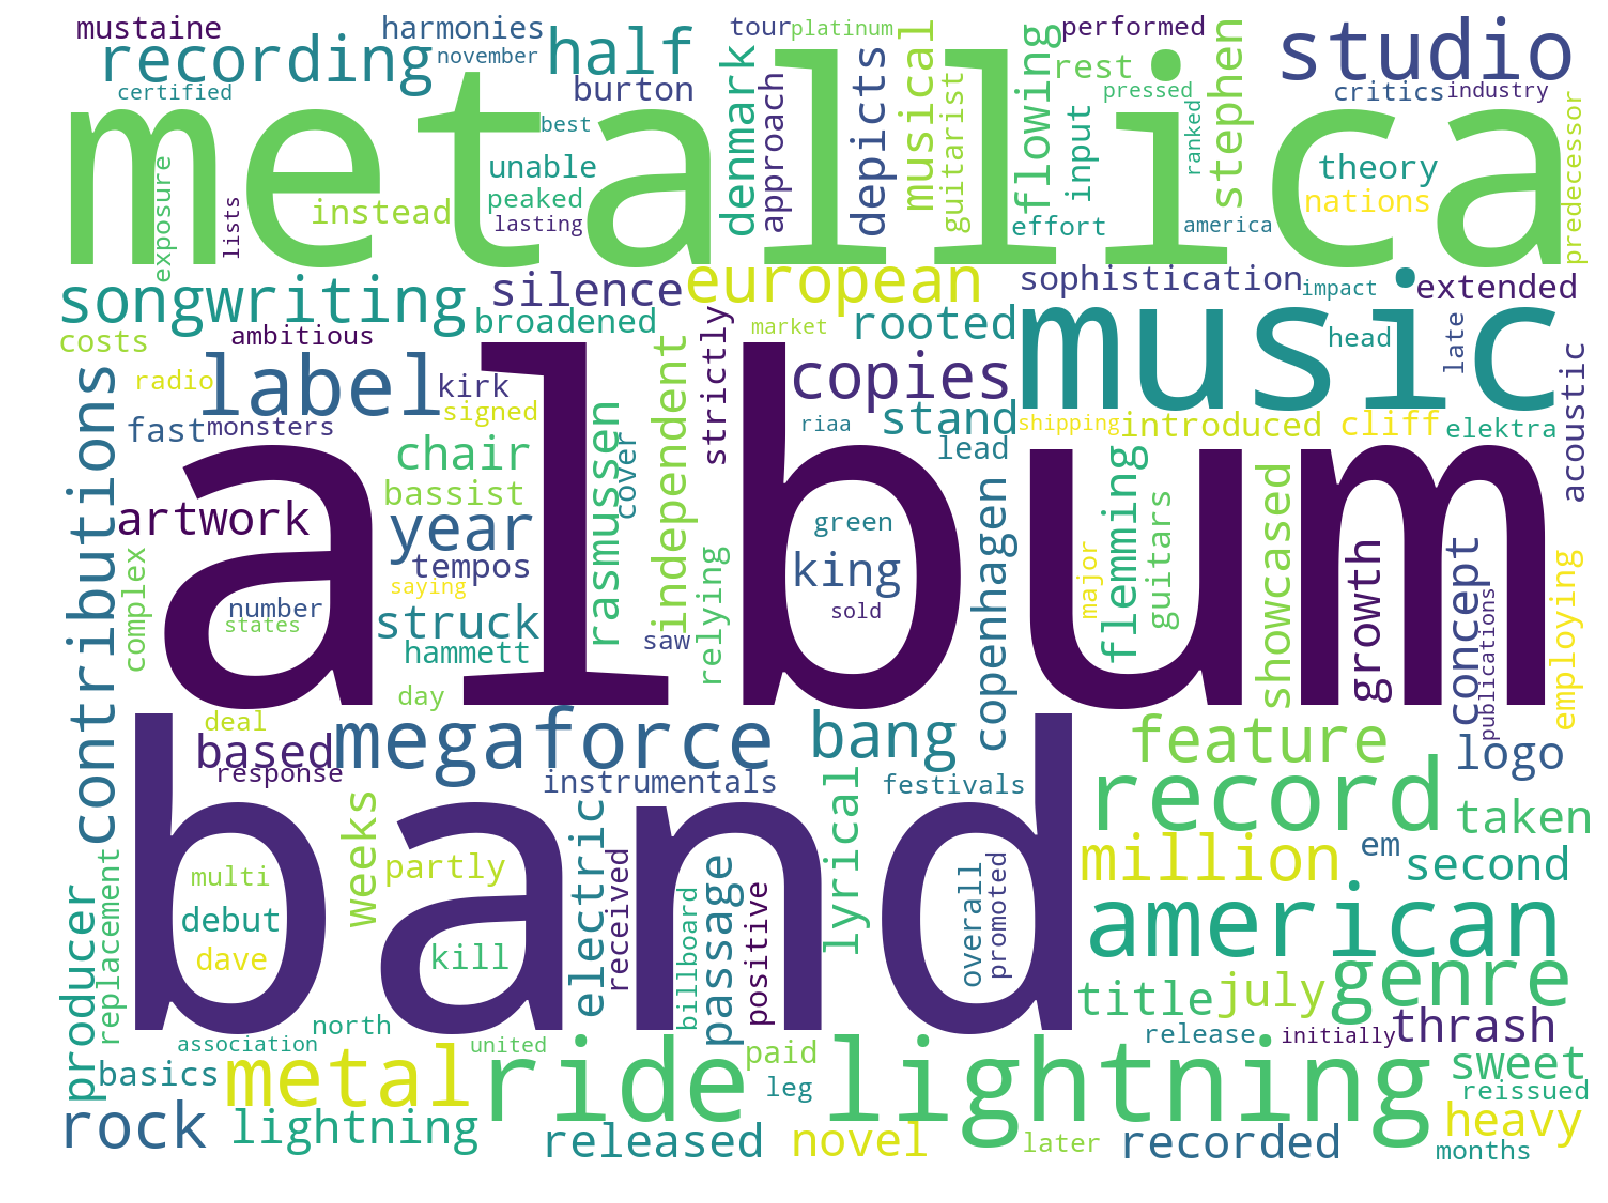 mustaine
harmonies
tour
platinum
performed
recording
november
half
denmark
approach
depicts
musical
guitarist
flowing
input
rest
pressed
ranked
stephen
studio
certified
burton
critics
industry
predecessor
metallica
best
exposure
lists
instead
unable
peaked
lasting
effort
america
theory
nations
songwriting
silence
european
sophistication
impact
extended
costs
ambitious
broadened
market
rooted
music
head
late
acoustic
strictly
independent
contributions
radio
label
kirk
signed
copies
stand
riaa
shipping
introduced
cliff
elektra
fast
monsters
chair
rasmussen
cover
lead
album
bassist
artwork
year
green
king
sold
copenhagen
major
flemming
guitars
showcased
growth
concept
publications
employing
complex
tempos
saying
number
states
struck
hammett
saw
relying
day
deal
based
response
megaforce
bang
instrumentals
festivals
feature
logo
record
taken
band
weeks
electric
received
lyrical
million
em
second
producer
replacement
multi
debut
dave
partly
kill
billboard
passage
positive
overall
promoted
american
title
july
genre
north
association
united
release
initially
thrash
basics
metal
ride lightning
paid
leg
sweet
reissued
rock
lightning
released
novel
later
recorded
heavy
months